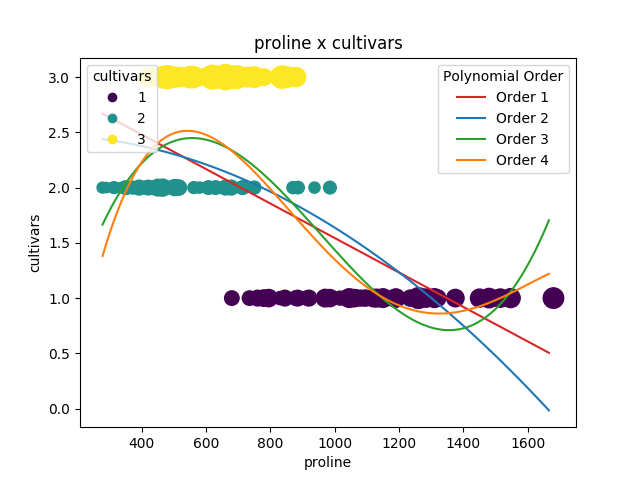 proline x cultivars
cultivars
1
2
3
Polynomial Order
Order 1
Order 2
Order 3
Order 4
3.0
2.5
2.0
1.5
1.0
0.5
0.0
cultivars
400 600 800 1000 1200 1400 1600
proline